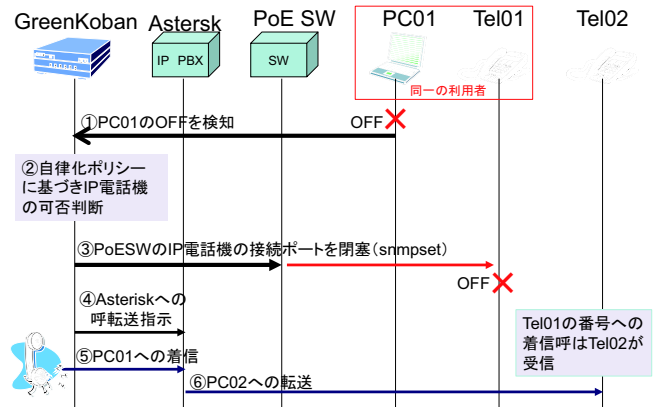 GreenKoban Astersk PoE SW PC01 Tel01 Tel02
IP PBX
SW
同一の利用者
①PC01のOFFを検知
OFF
②自律化ポリシー
に基づきIP電話機
の可否判断
③PoESWのIP電話機の接続ポートを閉塞(snmpset)
OFF
④Asteriskへの
呼転送指示
Tel01の番号への
着信呼はTel02が
受信
⑤PC01への着信
⑥PC02への転送